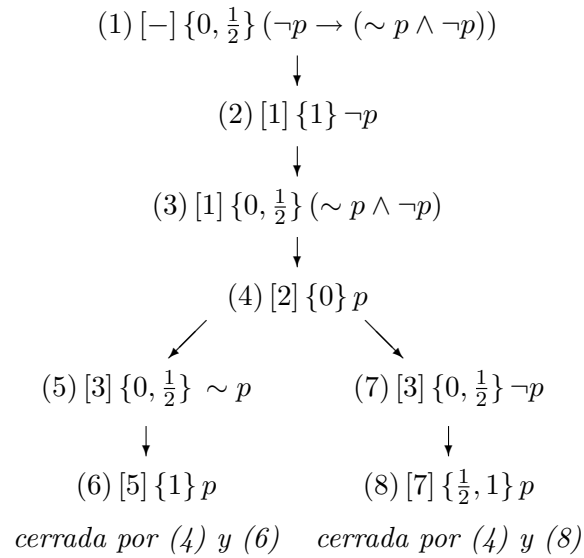 (1) [−] {0, ½} (¬p → (∼ p ∧ ¬p))
(2) [1] {1} ¬p
(3) [1] {0, ½} (∼ p ∧ ¬p)
(4) [2] {0} p
(5) [3] {0, ½} ∼ p
(7) [3] {0, ½} ¬p
(6) [5] {1} p
(8) [7] {½, 1} p
cerrada por (4) y (6)
cerrada por (4) y (8)